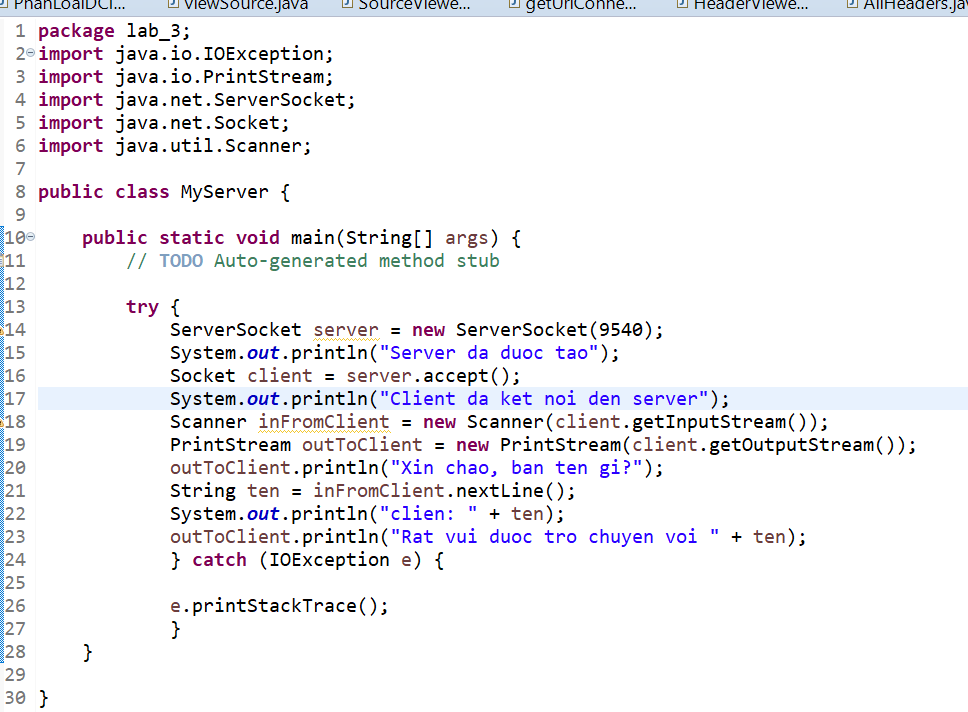 PhanLoaiDCI... viewSource.java SourceViewe... getUrlConne... HeaderViewe... AllHeaders.ja
1 package lab_3;
2 import java.io.IOException;
3 import java.io.PrintStream;
4 import java.net.ServerSocket;
5 import java.net.Socket;
6 import java.util.Scanner;
7
8 public class MyServer {
9
10 public static void main(String[] args) {
11 // TODO Auto-generated method stub
12
13 try {
14 ServerSocket server = new ServerSocket(9540);
15 System.out.println("Server da duoc tao");
16 Socket client = server.accept();
17 System.out.println("Client da ket noi den server");
18 Scanner inFromClient = new Scanner(client.getInputStream());
19 PrintStream outToClient = new PrintStream(client.getOutputStream());
20 outToClient.println("Xin chao, ban ten gi?");
21 String ten = inFromClient.nextLine();
22 System.out.println("clien: " + ten);
23 outToClient.println("Rat vui duoc tro chuyen voi " + ten);
24 } catch (IOException e) {
25
26 e.printStackTrace();
27 }
28 }
29
30 }